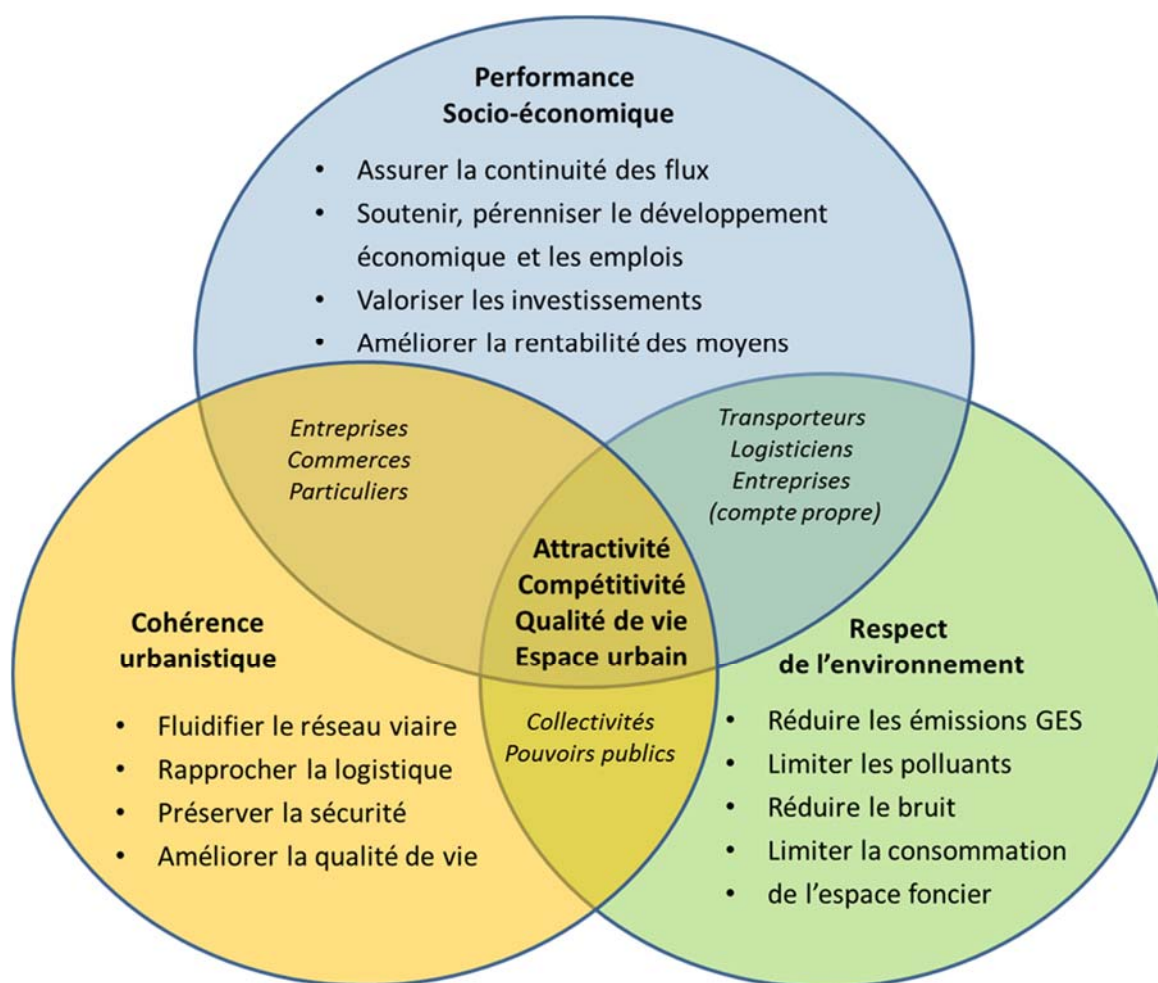 Performance
Socio-économique
• Assurer la continuité des flux
• Soutenir, pérenniser le développement
économique et les emplois
• Valoriser les investissements
• Améliorer la rentabilité des moyens
Entreprises
Commerces
Particuliers
Transporteurs
Logisticiens
Entreprises
(compte propre)
Attractivité
Compétitivité
Qualité de vie
Espace urbain
Cohérence
urbanistique
• Fluidifier le réseau viaire
• Rapprocher la logistique
• Préserver la sécurité
• Améliorer la qualité de vie
Collectivités
Pouvoirs publics
Respect
de l'environnement
• Réduire les émissions GES
• Limiter les polluants
• Réduire le bruit
• Limiter la consommation
• de l'espace foncier